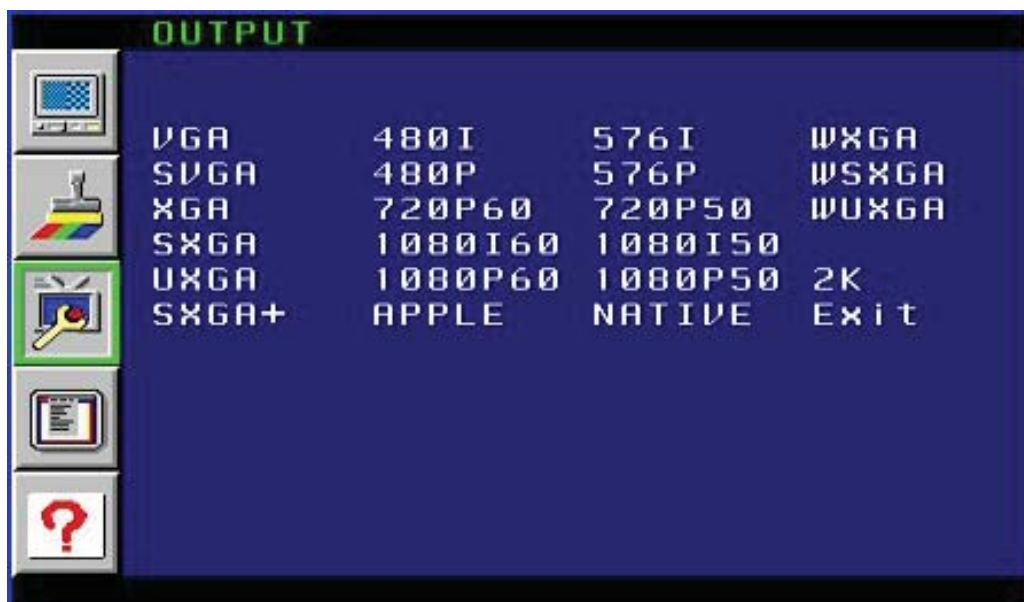 OUTPUT
VGA 480I 576I WXGA
SVGA 480P 576P WSXGA
XGA 720P60 720P50 WUXGA
SXGA 1080I60 1080I50
UXGA 1080P60 1080P50 2K
SXGA+ APPLE NATIVE Exit
?